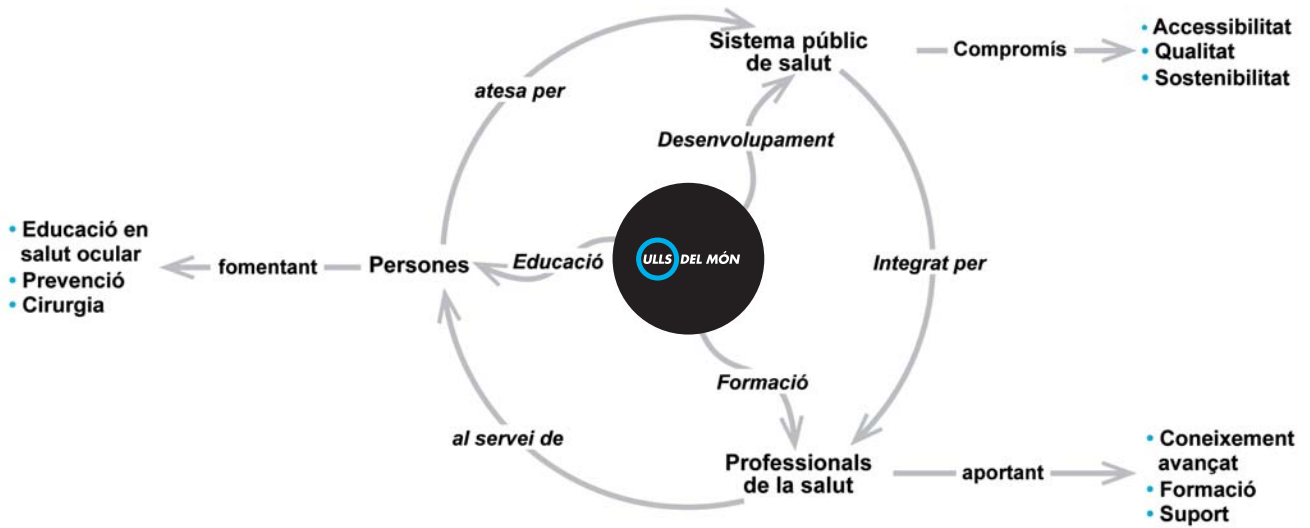 Sistema públic
de salut
Compromís
• Accessibilitat
• Qualitat
• Sostenibilitat
atesa per
Desenvolupament
• Educació en
salut ocular
• Prevenció
• Cirurgia
fomentant
Persones
Educació
ULLS DEL MÓN
Integrat per
Formació
al servei de
Professionals
de la salut
aportant
• Coneixement
avançat
• Formació
• Suport